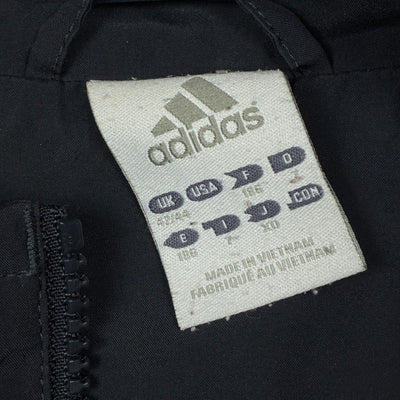 adidas
UK USA F D
42/44 186
E I J .CON
186 7 XO
MADE IN VIETNAM
FABRIQUÉ AU VIETNAM